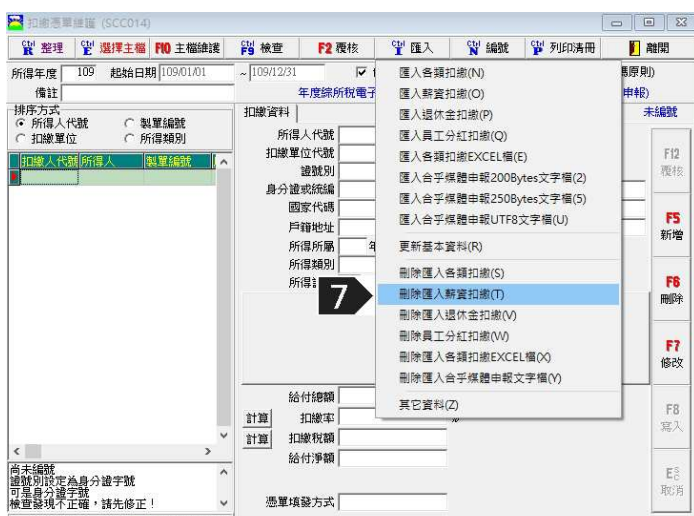 扣繳憑單維護 (SCC014)
Ctrl R 整理 Ctrl E 選擇主檔 F10 主檔維護 Ctrl F9 檢查 F2 覆核 Ctrl I 匯入 Ctrl N 編號 Ctrl P 列印清冊 離開
所得年度 109 起始日期 109/01/01 ~ 109/12/31
備註
年度綜所稅電子
申報)
排序方式
所得人代號 製單編號
扣繳單位 所得類別
扣繳人代號 所得人 製單編號
扣繳資料
未編號
所得人代號
扣繳單位代號
證號別
身分證或統編
國家代碼
戶籍地址
所得所屬
所得類別
7
給付總額
計算 扣繳率 %
計算 扣繳稅額
給付淨額
憑單填發方式
匯入各類扣繳(N)
匯入薪資扣繳(O)
匯入退休金扣繳(P)
匯入員工分紅扣繳(Q)
匯入各類扣繳EXCEL檔(E)
匯入合乎媒體申報200Bytes文字檔(2)
匯入合乎媒體申報250Bytes文字檔(5)
匯入合乎媒體申報UTF8文字檔(U)
更新基本資料(R)
刪除匯入各類扣繳(S)
刪除匯入薪資扣繳(T)
刪除匯入退休金扣繳(V)
刪除員工分紅扣繳(W)
刪除匯入各類扣繳EXCEL檔(X)
刪除匯入合乎媒體申報文字檔(Y)
其它資料(Z)
F12
覆核
F5
新增
F6
刪除
F7
修改
F8
寫入
Esc
取消
尚未編號
證號別設定為身分證字號
可是身分證字號
檢查發現不正確，請先修正！